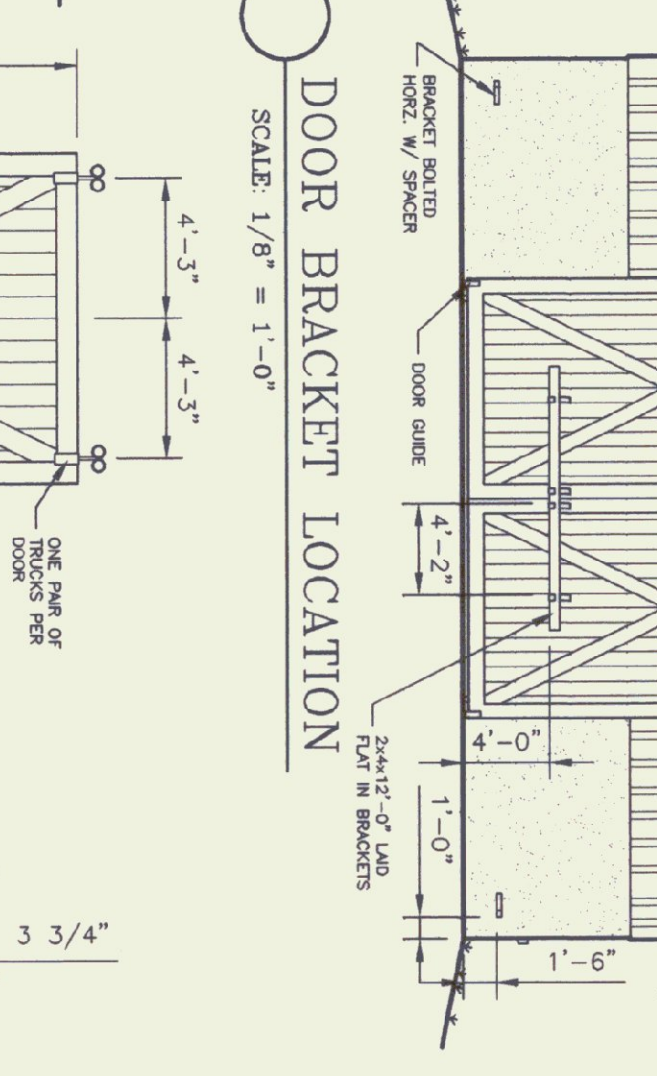 BRACKET BOLTED
HORZ. W/ SPACER
DOOR GUIDE
4'-2"
4'-0"
2x4x12'-0" LAID
FLAT IN BRACKETS
1'-0"
1'-6"
DOOR BRACKET LOCATION
SCALE: 1/8" = 1'-0"
4'-3"
4'-3"
ONE PAIR OF
TRUCKS PER
DOOR
3 3/4"